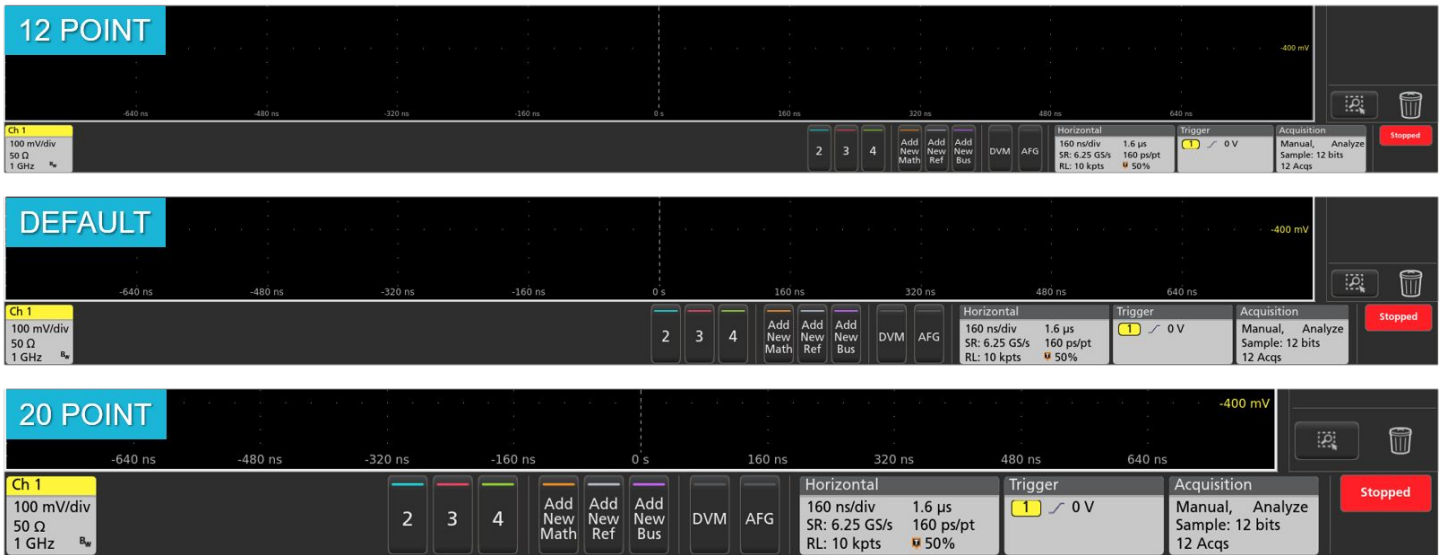 12 POINT
-400 mV
-640 ns -480 ns -320 ns -160 ns 0 s 160 ns 320 ns 480 ns 640 ns
Ch 1
100 mV/div
50 Ω
1 GHz Bw
2 3 4
Add New Math
Add New Ref
Add New Bus
DVM AFG
Horizontal
160 ns/div 1.6 µs
SR: 6.25 GS/s 160 ps/pt
RL: 10 kpts 50%
Trigger
1 0 V
Acquisition
Manual, Analyze
Sample: 12 bits
12 Acqs
Stopped
DEFAULT
-400 mV
-640 ns -480 ns -320 ns -160 ns 0 s 160 ns 320 ns 480 ns 640 ns
Ch 1
100 mV/div
50 Ω
1 GHz Bw
2 3 4
Add New Math
Add New Ref
Add New Bus
DVM AFG
Horizontal
160 ns/div 1.6 µs
SR: 6.25 GS/s 160 ps/pt
RL: 10 kpts 50%
Trigger
1 0 V
Acquisition
Manual, Analyze
Sample: 12 bits
12 Acqs
Stopped
20 POINT
-400 mV
-640 ns -480 ns -320 ns -160 ns 0 s 160 ns 320 ns 480 ns 640 ns
Ch 1
100 mV/div
50 Ω
1 GHz Bw
2 3 4
Add New Math
Add New Ref
Add New Bus
DVM AFG
Horizontal
160 ns/div 1.6 µs
SR: 6.25 GS/s 160 ps/pt
RL: 10 kpts 50%
Trigger
1 0 V
Acquisition
Manual, Analyze
Sample: 12 bits
12 Acqs
Stopped